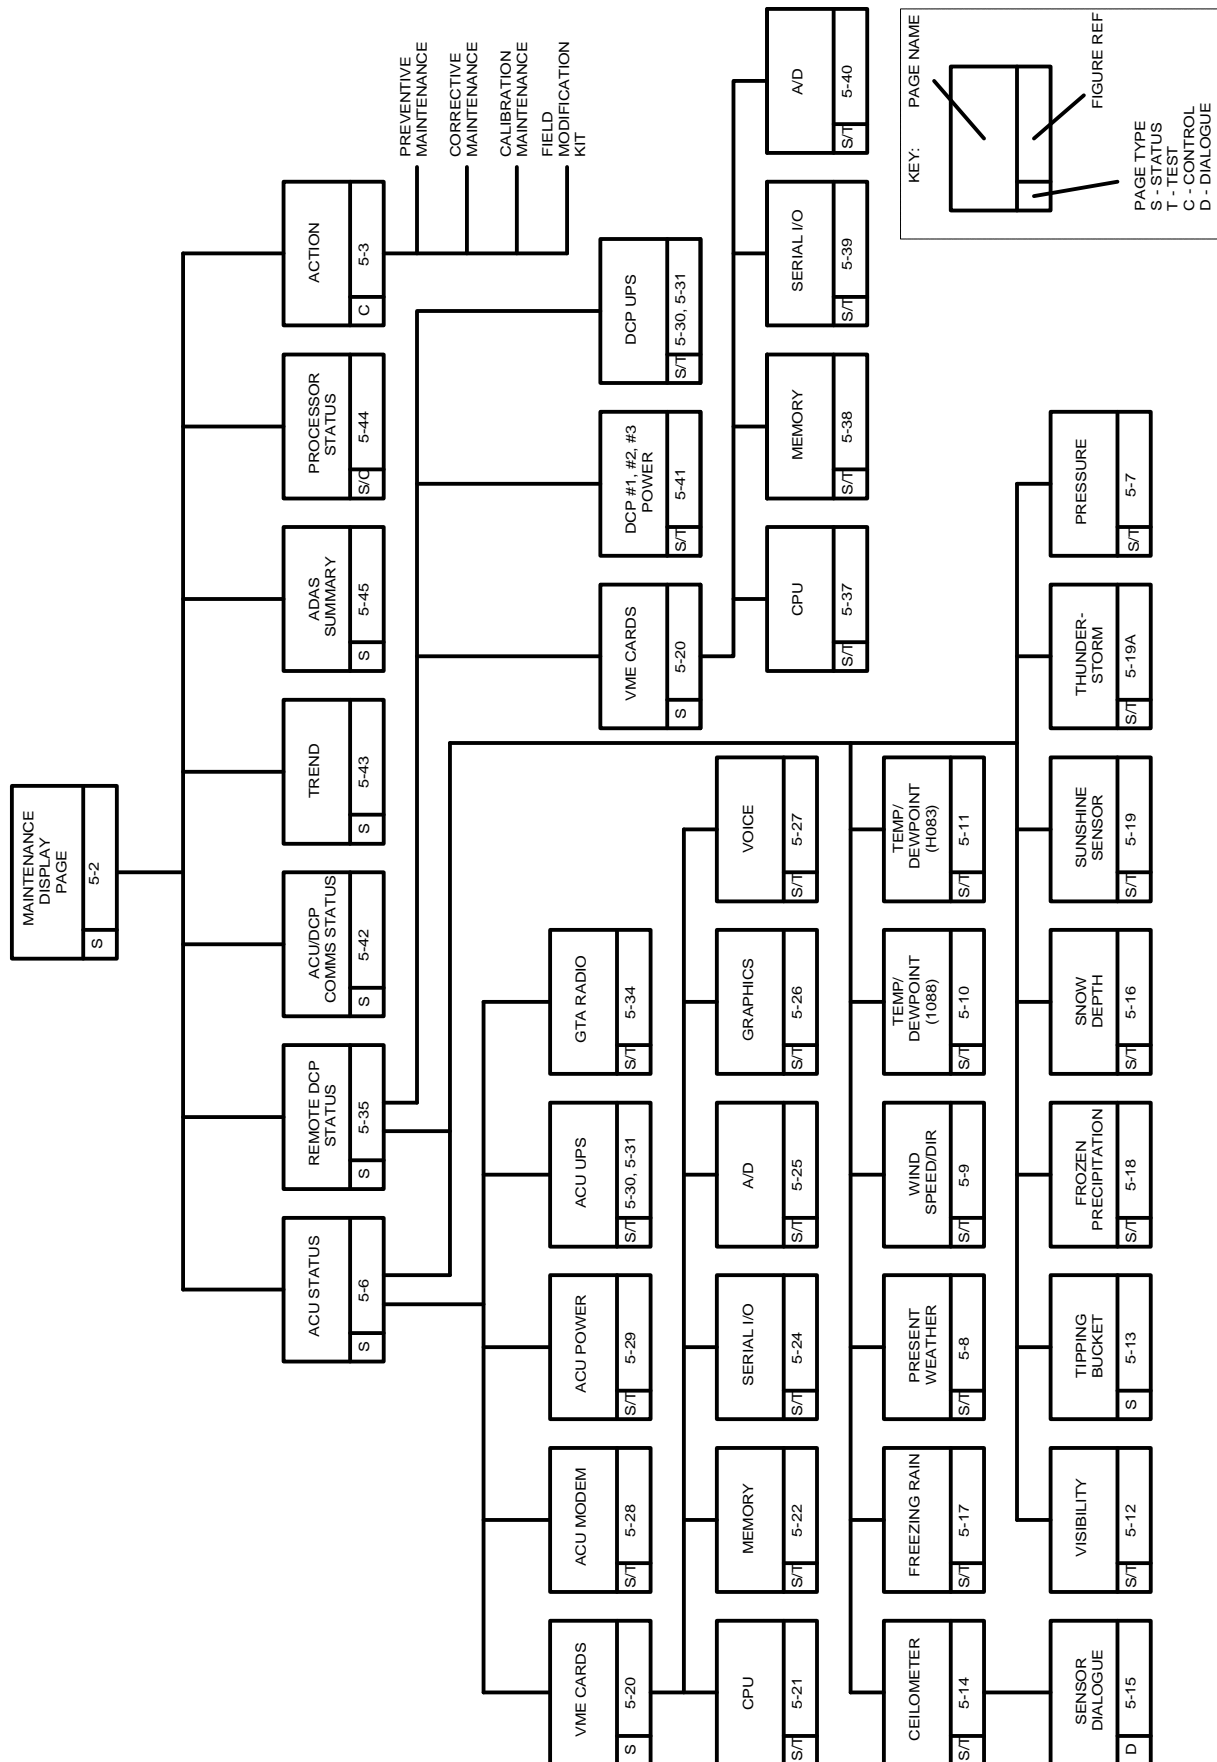 MAINTENANCE
DISPLAY
PAGE
S
5-2
ACU STATUS
S
5-6
REMOTE DCP
STATUS
S
5-35
ACU/DCP
COMMS STATUS
S
5-42
TREND
S
5-43
ADAS
SUMMARY
S
5-45
PROCESSOR
STATUS
S/C
5-44
ACTION
C
5-3
PREVENTIVE
MAINTENANCE
CORRECTIVE
MAINTENANCE
CALIBRATION
MAINTENANCE
FIELD
MODIFICATION
KIT
VME CARDS
S
5-20
ACU MODEM
S/T
5-28
ACU POWER
S/T
5-29
ACU UPS
S/T
5-30, 5-31
GTA RADIO
S/T
5-34
VME CARDS
S
5-20
DCP #1, #2, #3
POWER
S/T
5-41
DCP UPS
S/T
5-30, 5-31
CPU
S/T
5-21
MEMORY
S/T
5-22
SERIAL I/O
S/T
5-24
A/D
S/T
5-25
GRAPHICS
S/T
5-26
VOICE
S/T
5-27
CPU
S/T
5-37
MEMORY
S/T
5-38
SERIAL I/O
S/T
5-39
A/D
S/T
5-40
CEILOMETER
S/T
5-14
FREEZING RAIN
S/T
5-17
PRESENT
WEATHER
S/T
5-8
WIND
SPEED/DIR
S/T
5-9
TEMP/
DEWPOINT
(1088)
S/T
5-10
TEMP/
DEWPOINT
(H083)
S/T
5-11
SENSOR
DIALOGUE
D
5-15
VISIBILITY
S/T
5-12
TIPPING
BUCKET
S
5-13
FROZEN
PRECIPITATION
S/T
5-18
SNOW
DEPTH
S/T
5-16
SUNSHINE
SENSOR
S/T
5-19
THUNDER-
STORM
S/T
5-19A
PRESSURE
S/T
5-7
KEY:
PAGE NAME
FIGURE REF
PAGE TYPE
S - STATUS
T - TEST
C - CONTROL
D - DIALOGUE